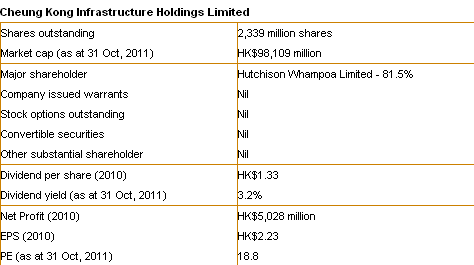 Cheung Kong Infrastructure Holdings Limited
Shares outstanding 2,339 million shares
Market cap (as at 31 Oct, 2011) HK$98,109 million
Major shareholder Hutchison Whampoa Limited - 81.5%
Company issued warrants Nil
Stock options outstanding Nil
Convertible securities Nil
Other substantial shareholder Nil
Dividend per share (2010) HK$1.33
Dividend yield (as at 31 Oct, 2011) 3.2%
Net Profit (2010) HK$5,028 million
EPS (2010) HK$2.23
PE (as at 31 Oct, 2011) 18.8